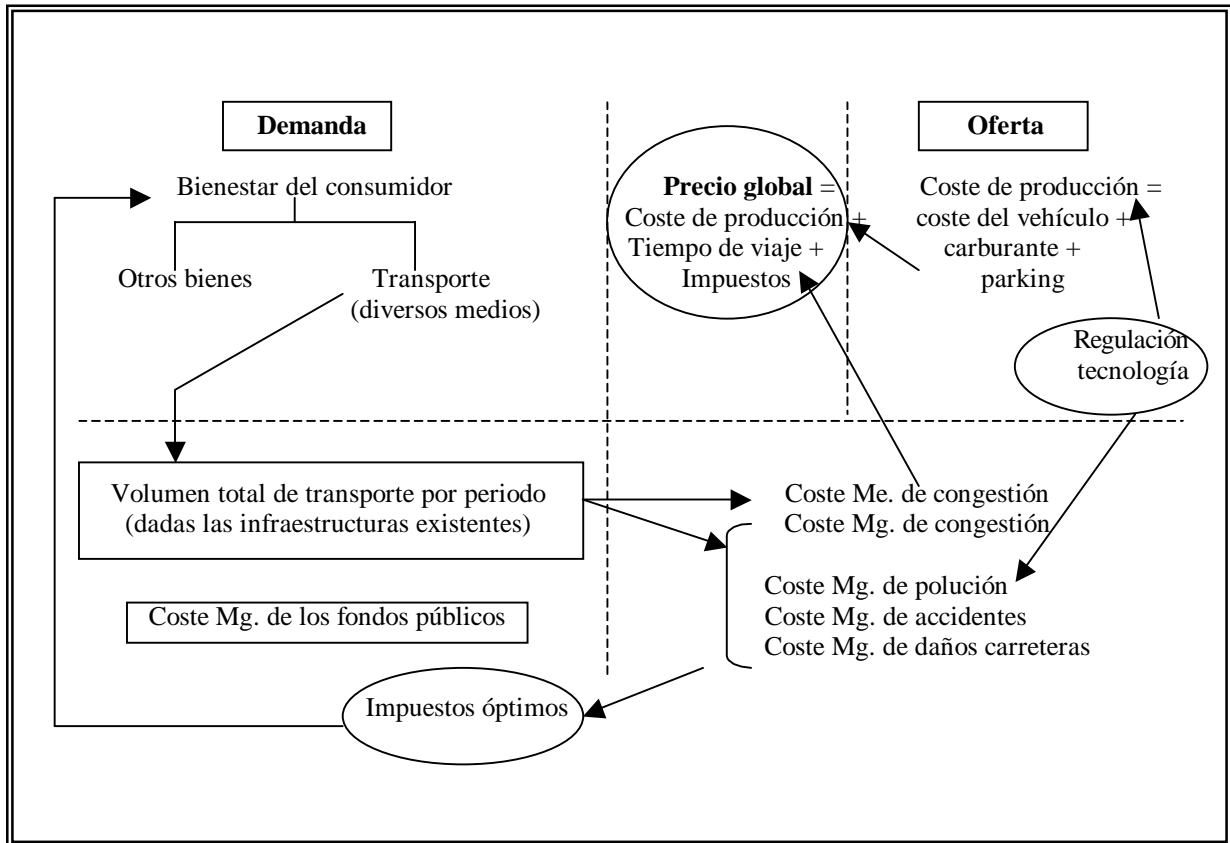 Demanda
Bienestar del consumidor
Otros bienes
Transporte
(diversos medios)
Precio global =
Coste de producción +
Tiempo de viaje +
Impuestos
Oferta
Coste de producción =
coste del vehículo +
carburante +
parking
Regulación
tecnología
Volumen total de transporte por periodo
(dadas las infraestructuras existentes)
Coste Mg. de los fondos públicos
Impuestos óptimos
Coste Me. de congestión
Coste Mg. de congestión
Coste Mg. de polución
Coste Mg. de accidentes
Coste Mg. de daños carreteras